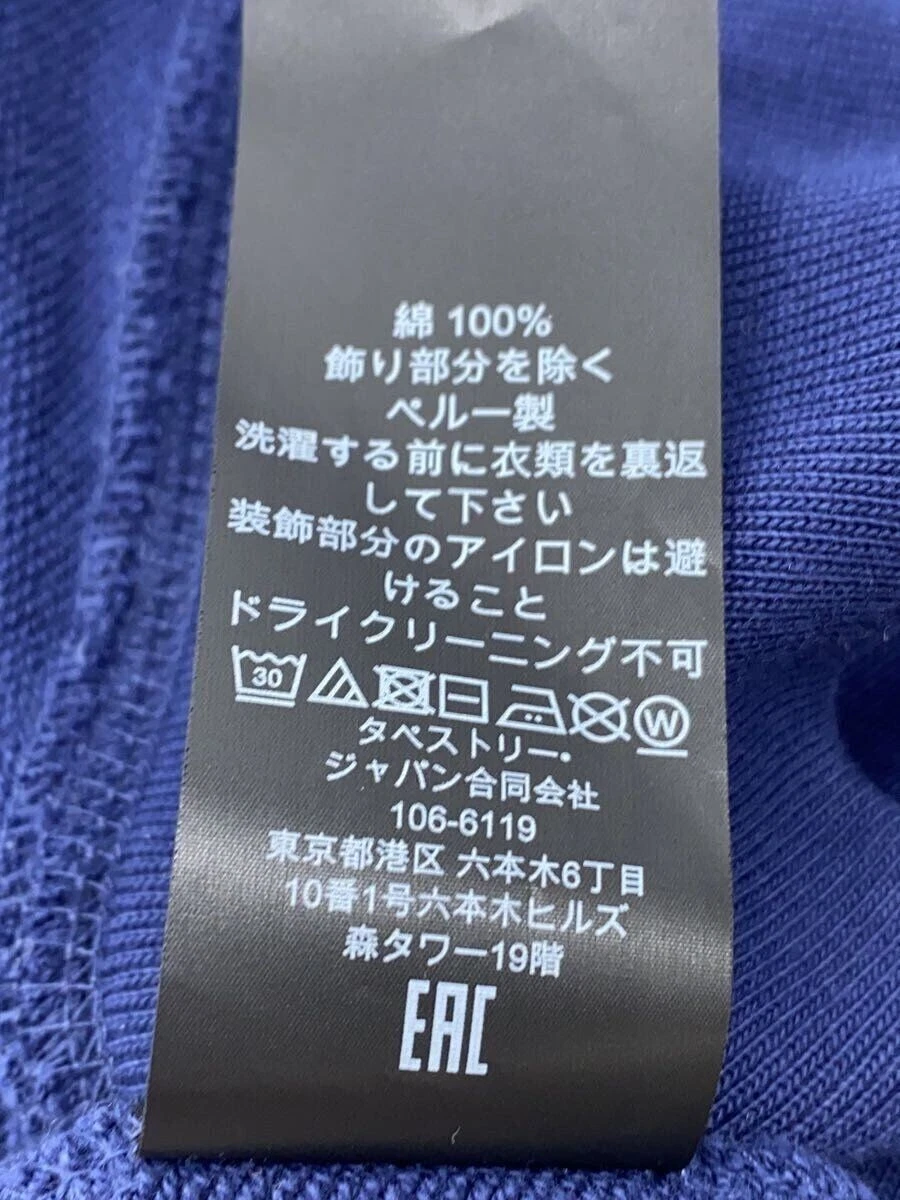 綿 100%
飾り部分を除く
ペルー製
洗濯する前に衣類を裏返
して下さい
装飾部分のアイロンは避
けること
ドライクリーニング不可
30 W
タペストリー・
ジャパン合同会社
106-6119
東京都港区 六本木6丁目
10番1号六本木ヒルズ
森タワー19階
EAC